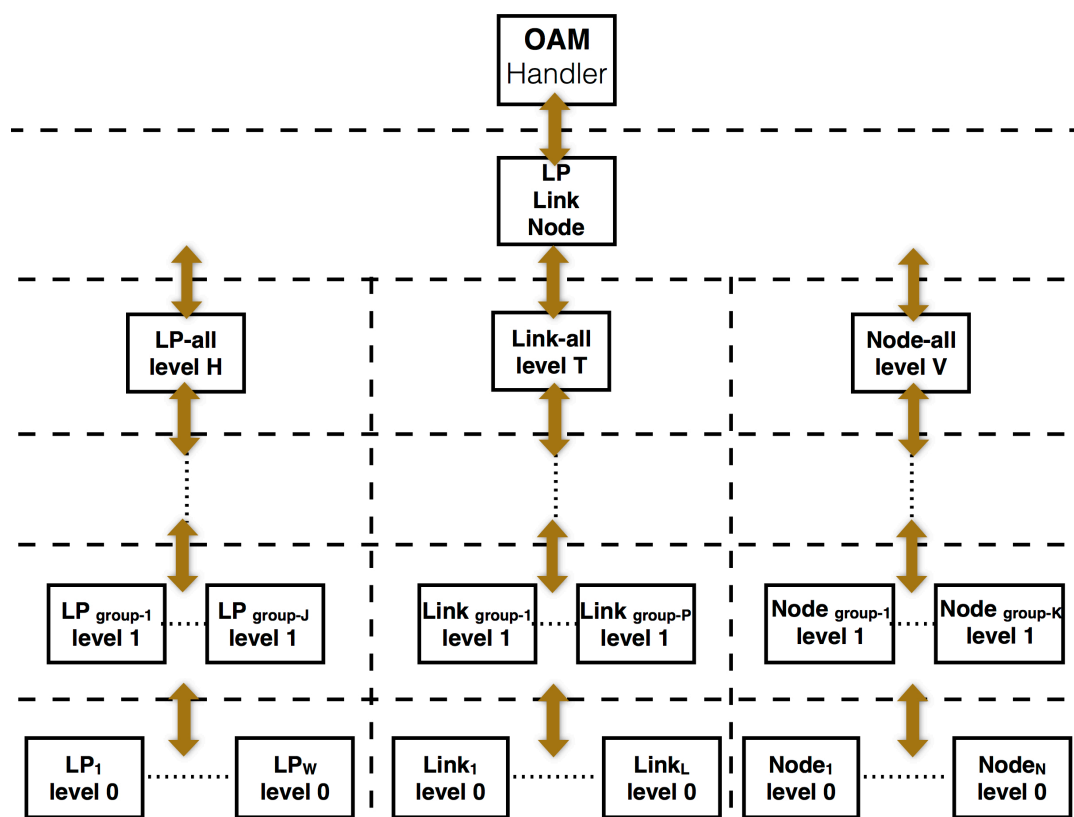 OAM
Handler
LP
Link
Node
LP-all
level H
Link-all
level T
Node-all
level V
LP group-1
level 1
LP group-J
level 1
Link group-1
level 1
Link group-P
level 1
Node group-1
level 1
Node group-K
level 1
LP1
level 0
LPW
level 0
Link1
level 0
LinkL
level 0
Node1
level 0
NodeN
level 0